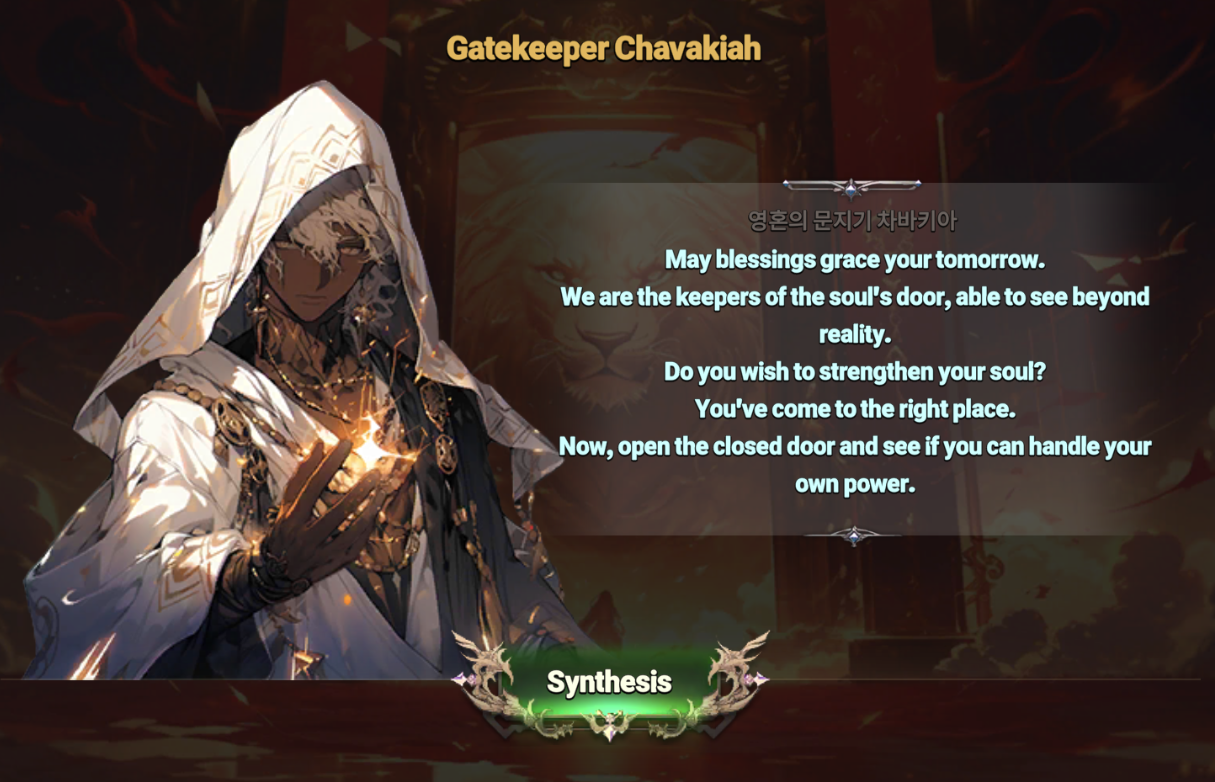 Gatekeeper Chavakiah
영혼의 문지기 차바키아
May blessings grace your tomorrow.
We are the keepers of the soul's door, able to see beyond
reality.
Do you wish to strengthen your soul?
You've come to the right place.
Now, open the closed door and see if you can handle your
own power.
Synthesis